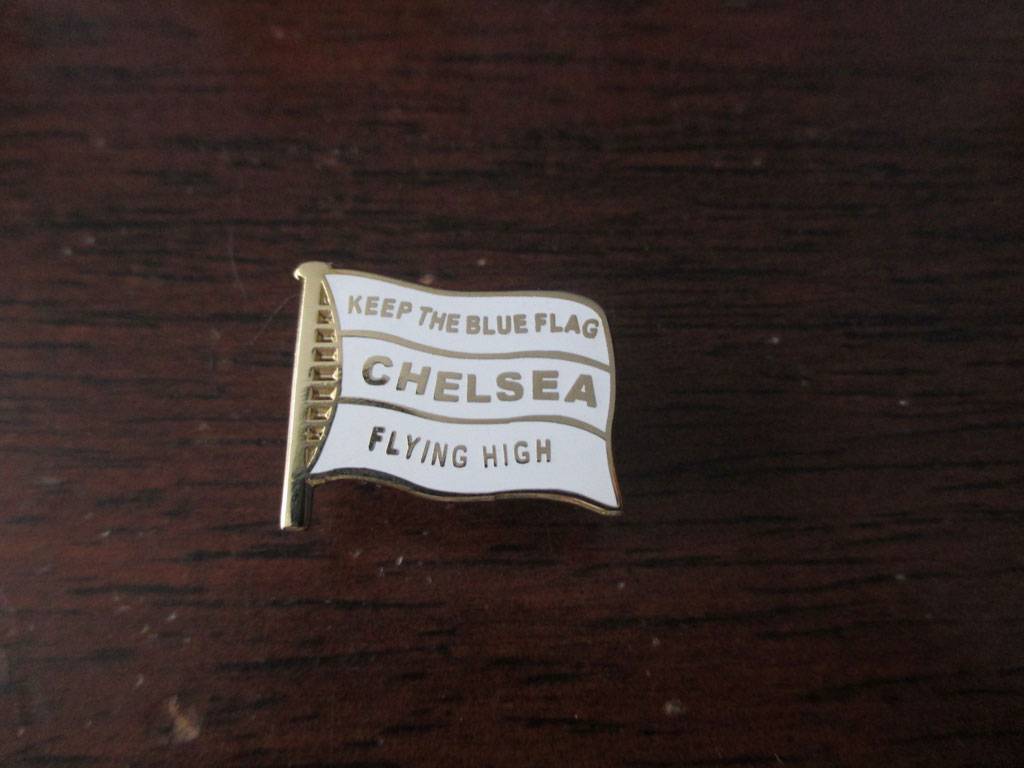 KEEP THE BLUE FLAG
CHELSEA
FLYING HIGH